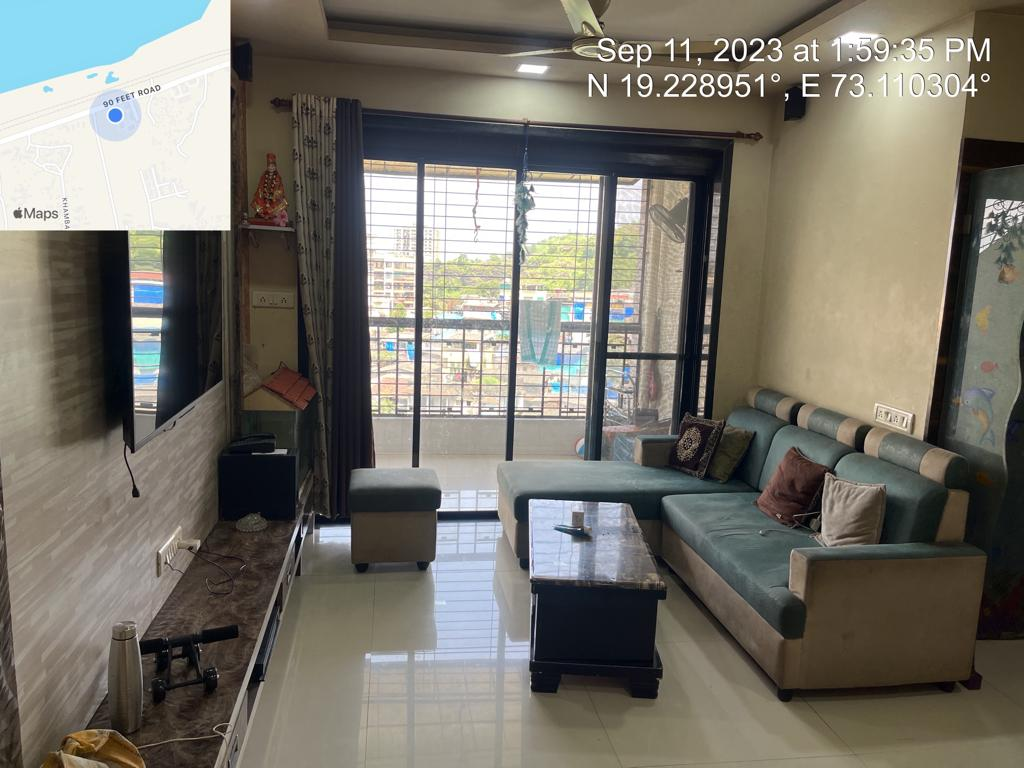 Sep 11, 2023 at 1:59:35 PM
N 19.228951°, E 73.110304°
90 FEET ROAD
KHAMBA
Maps